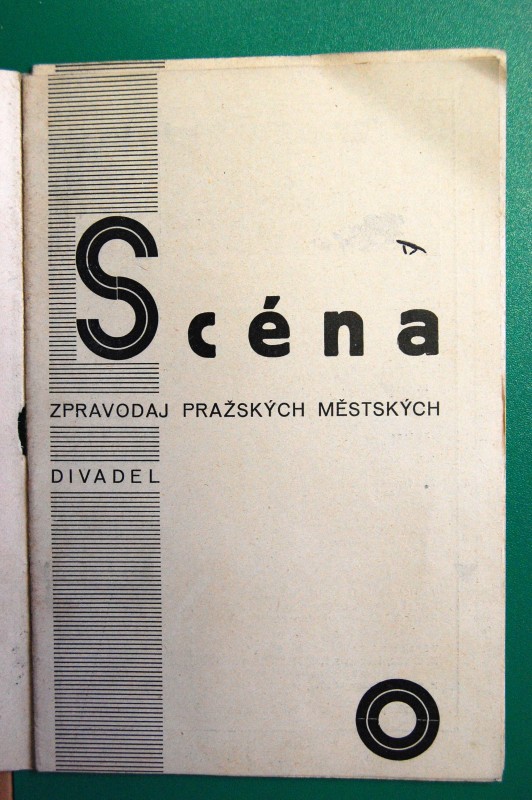 Scéna
ZPRAVODAJ PRAŽSKÝCH MĚSTSKÝCH
DIVADEL
O